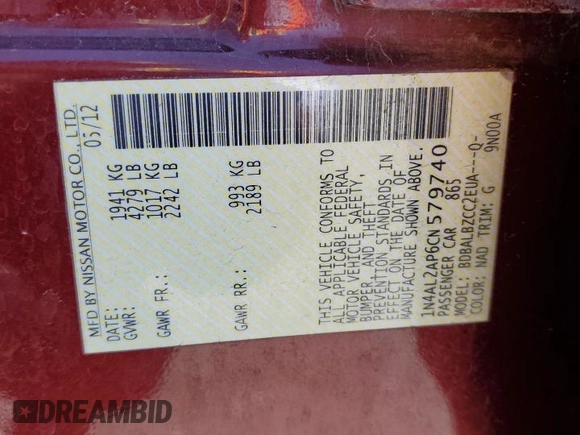 MFD BY NISSAN MOTOR CO., LTD.
DATE: 05/12
GVWR: 1941 KG
4279 LB
GAWR FR.: 1017 KG
2242 LB
GAWR RR.: 993 KG
2189 LB
THIS VEHICLE CONFORMS TO
ALL APPLICABLE FEDERAL
MOTOR VEHICLE SAFETY,
BUMPER, AND THEFT
PREVENTION STANDARDS IN
EFFECT ON THE DATE OF
MANUFACTURE SHOWN ABOVE.
1N4AL2AP6CN579740
PASSENGER CAR 865
MODEL: BDBALBZCC2EUA---Q-
COLOR: NAD TRIM: G 9N00A
DREAMBID